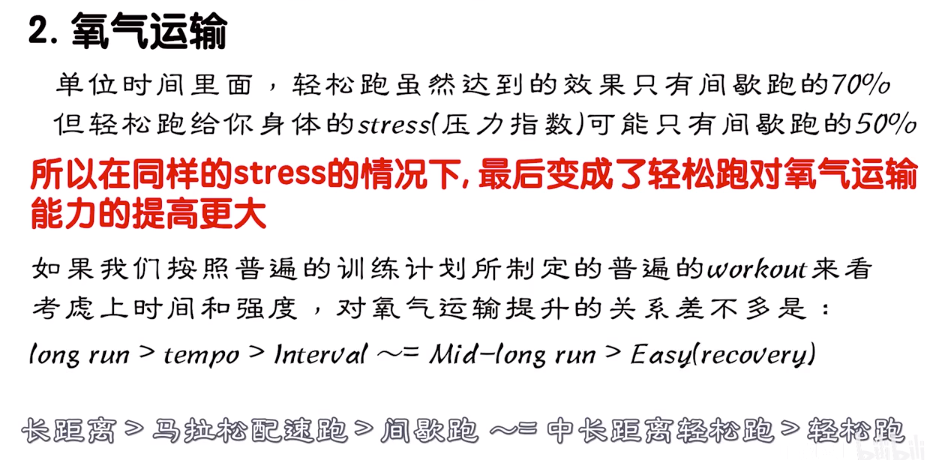 2. 氧气运输
单位时间里面，轻松跑虽然达到的效果只有间歇跑的70%
但轻松跑给你身体的stress(压力指数)可能只有间歇跑的50%
所以在同样的stress的情况下,最后变成了轻松跑对氧气运输
能力的提高更大
如果我们按照普遍的训练计划所制定的普遍的workout来看
考虑上时间和强度，对氧气运输提升的关系差不多是：
long run > tempo > Interval ~= Mid-long run > Easy(recovery)
长距离 > 马拉松配速跑 > 间歇跑 ~= 中长距离轻松跑 > 轻松跑
bilibili